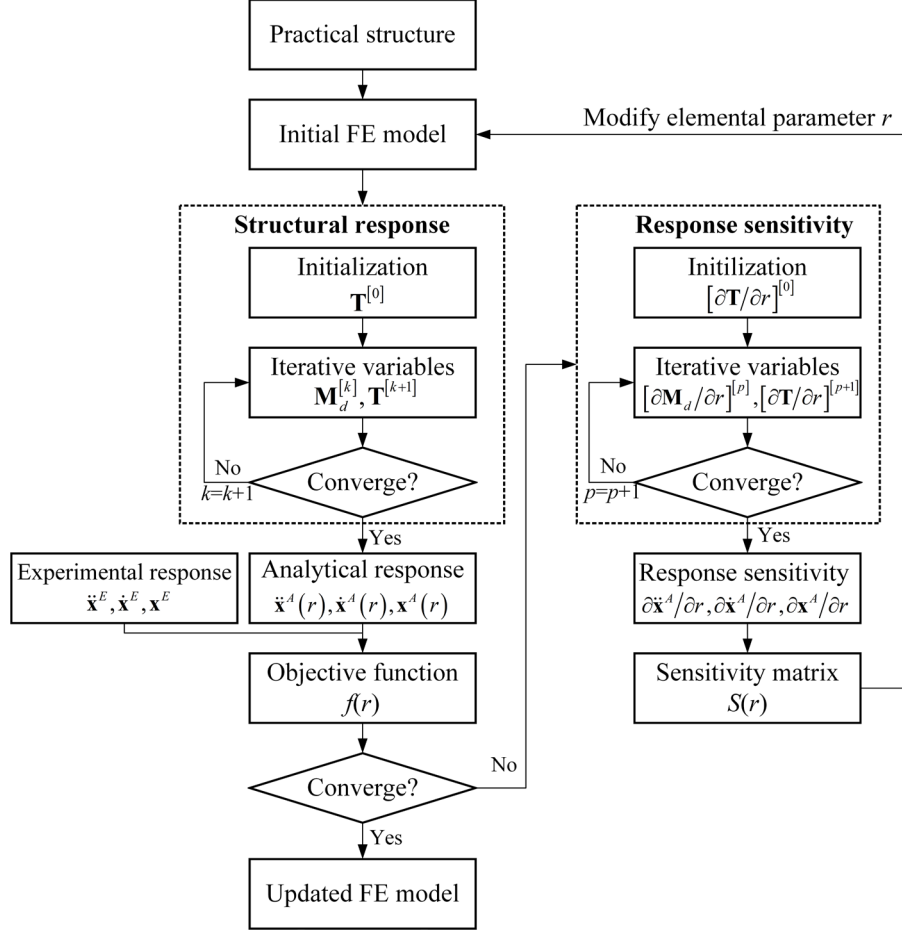 Practical structure
Initial FE model
Modify elemental parameter r
Structural response
Initialization
T^[0]
Iterative variables
M_d^[k], T^[k+1]
No
k=k+1
Converge?
Yes
Experimental response
ẍ^E, ẋ^E, x^E
Analytical response
ẍ^A(r), ẋ^A(r), x^A(r)
Objective function
f(r)
Converge?
No
Yes
Updated FE model
Response sensitivity
Initilization
[∂T/∂r]^[0]
Iterative variables
[∂M_d/∂r]^[p], [∂T/∂r]^[p+1]
No
p=p+1
Converge?
Yes
Response sensitivity
∂ẍ^A/∂r, ∂ẋ^A/∂r, ∂x^A/∂r
Sensitivity matrix
S(r)